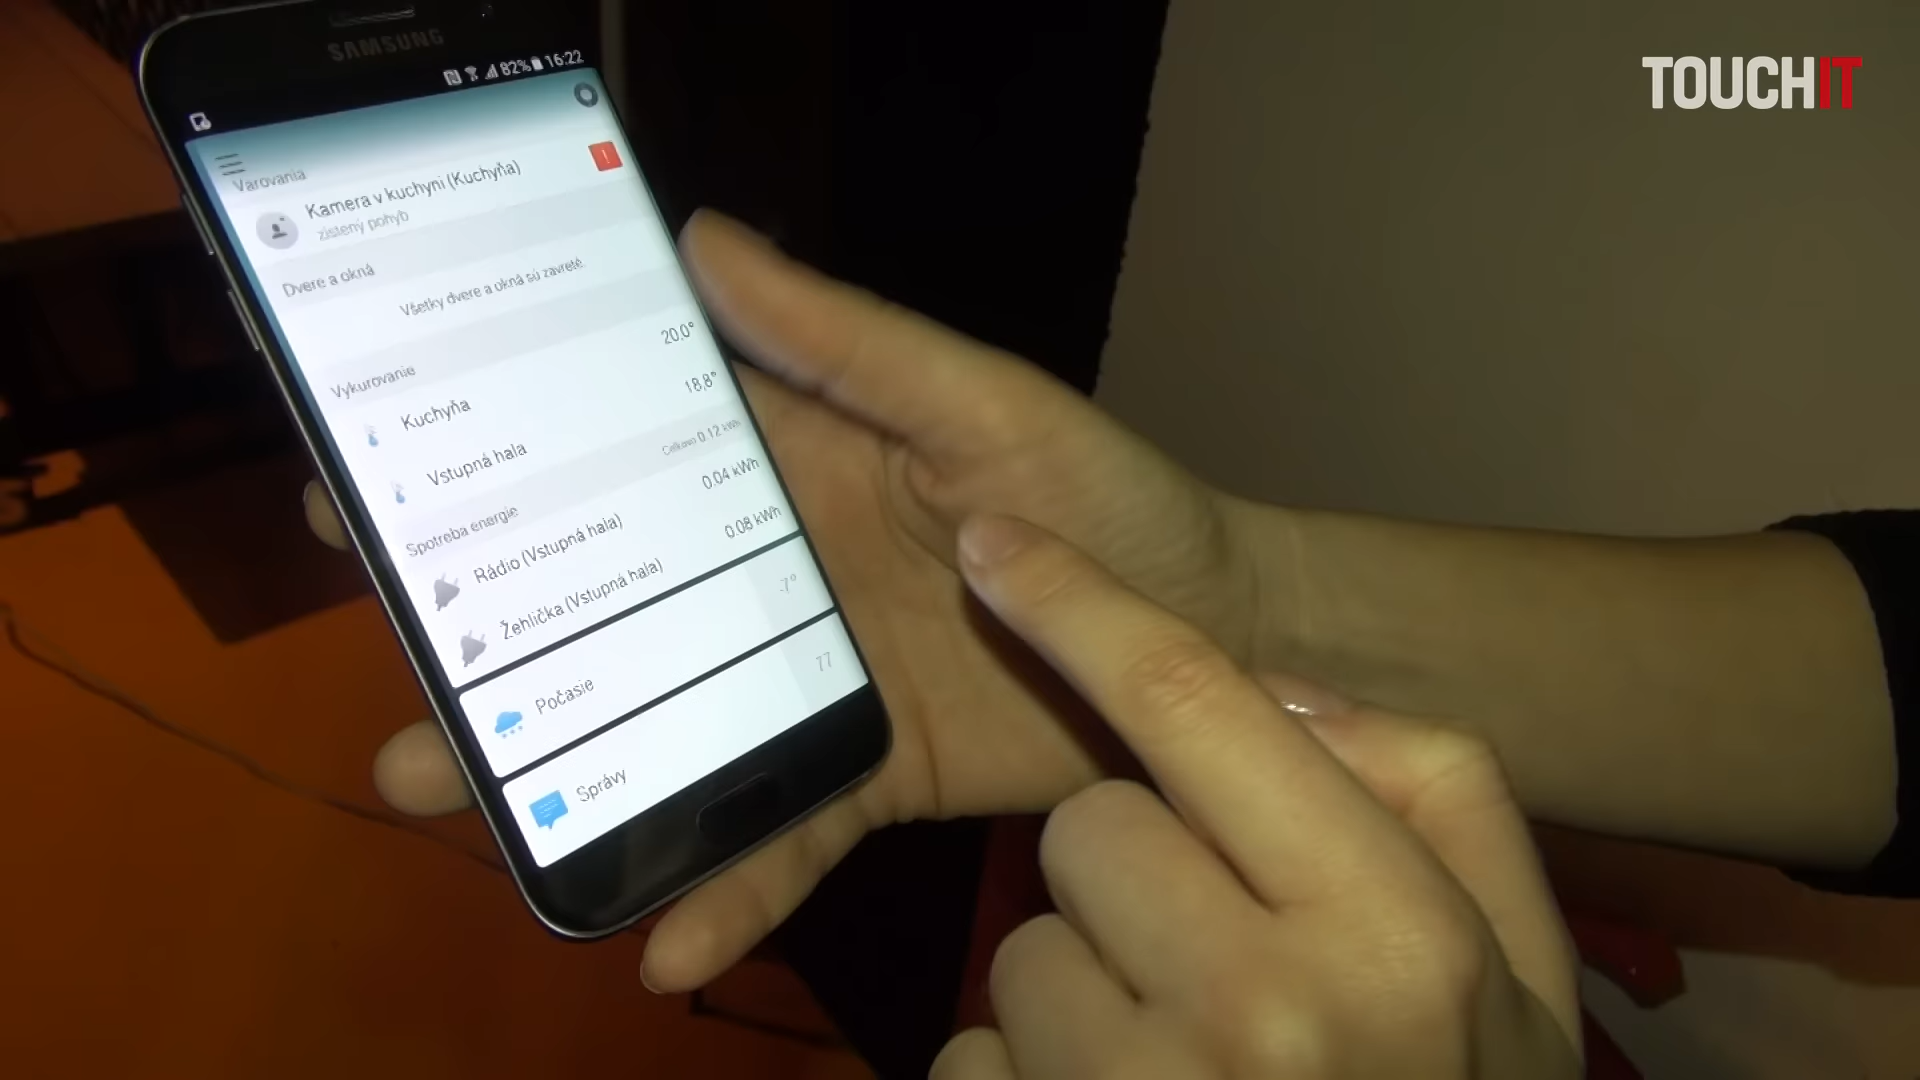 TOUCHIT
SAMSUNG
82% 16:22
Varovania
Kamera v kuchyni (Kuchyňa)
zistený pohyb
Dvere a okná
Všetky dvere a okná sú zavreté.
Vykurovanie
Kuchyňa 20,0°
Vstupná hala 18,8°
Spotreba energie Celkovo 0.12 kWh
Rádio (Vstupná hala) 0.04 kWh
Žehlička (Vstupná hala) 0.08 kWh
Počasie -7°
Správy 77